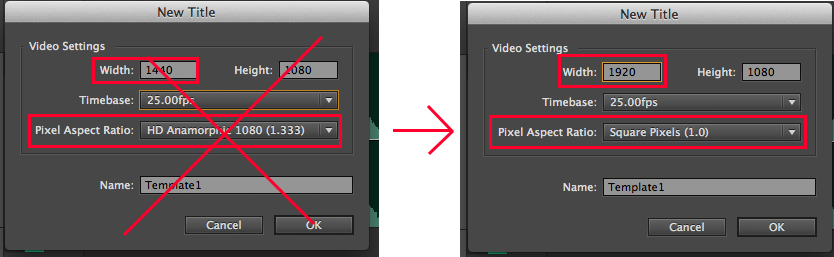 New Title
Video Settings
Width: 1440 Height: 1080
Timebase: 25.00fps
Pixel Aspect Ratio: HD Anamorphic 1080 (1.333)
Name: Template1
Cancel OK
New Title
Video Settings
Width: 1920 Height: 1080
Timebase: 25.00fps
Pixel Aspect Ratio: Square Pixels (1.0)
Name: Template1
Cancel OK